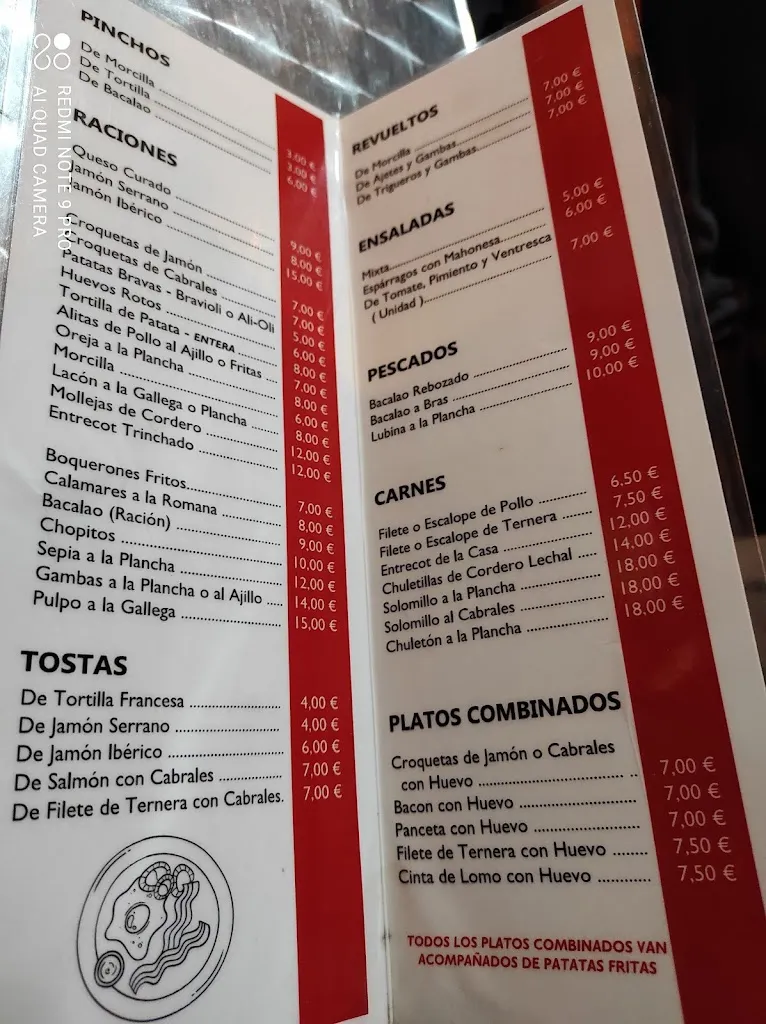 PINCHOS
De Morcilla ........ 3,00 €
De Tortilla ........ 3,00 €
De Bacalao ........ 6,00 €
RACIONES
Queso Curado ........ 9,00 €
Jamón Serrano ........ 8,00 €
Jamón Ibérico ........ 15,00 €
Croquetas de Jamón ........ 7,00 €
Croquetas de Cabrales ........ 7,00 €
Patatas Bravas - Bravioli o Ali-Oli 5,00 €
Huevos Rotos ........ 6,00 €
Tortilla de Patata - ENTERA ........ 8,00 €
Alitas de Pollo al Ajillo o Fritas ... 7,00 €
Oreja a la Plancha ........ 8,00 €
Morcilla ........ 6,00 €
Lacón a la Gallega o Plancha ........ 8,00 €
Mollejas de Cordero ........ 12,00 €
Entrecot Trinchado ........ 12,00 €
Boquerones Fritos ........ 7,00 €
Calamares a la Romana ........ 8,00 €
Bacalao (Ración) ........ 9,00 €
Chopitos ........ 10,00 €
Sepia a la Plancha ........ 12,00 €
Gambas a la Plancha o al Ajillo .... 14,00 €
Pulpo a la Gallega ........ 15,00 €
TOSTAS
De Tortilla Francesa ........ 4,00 €
De Jamón Serrano ........ 4,00 €
De Jamón Ibérico ........ 6,00 €
De Salmón con Cabrales ........ 7,00 €
De Filete de Ternera con Cabrales. 7,00 €
REVUELTOS
De Morcilla ........ 7,00 €
De Ajetes y Gambas ........ 7,00 €
De Trigueros y Gambas ........ 7,00 €
ENSALADAS
Mixta ........ 5,00 €
Espárragos con Mahonesa ........ 6,00 €
De Tomate, Pimiento y Ventresca
( Unidad ) ........ 7,00 €
PESCADOS
Bacalao Rebozado ........ 9,00 €
Bacalao a Bras ........ 9,00 €
Lubina a la Plancha ........ 10,00 €
CARNES
Filete o Escalope de Pollo ........ 6,50 €
Filete o Escalope de Ternera ........ 7,50 €
Entrecot de la Casa ........ 12,00 €
Chuletillas de Cordero Lechal .... 14,00 €
Solomillo a la Plancha ........ 18,00 €
Solomillo al Cabrales ........ 18,00 €
Chuletón a la Plancha ........ 18,00 €
PLATOS COMBINADOS
Croquetas de Jamón o Cabrales
con Huevo ........ 7,00 €
Bacon con Huevo ........ 7,00 €
Panceta con Huevo ........ 7,00 €
Filete de Ternera con Huevo ....... 7,50 €
Cinta de Lomo con Huevo ........ 7,50 €
TODOS LOS PLATOS COMBINADOS VAN
ACOMPAÑADOS DE PATATAS FRITAS
REDMI NOTE 9 PRO
AI QUAD CAMERA